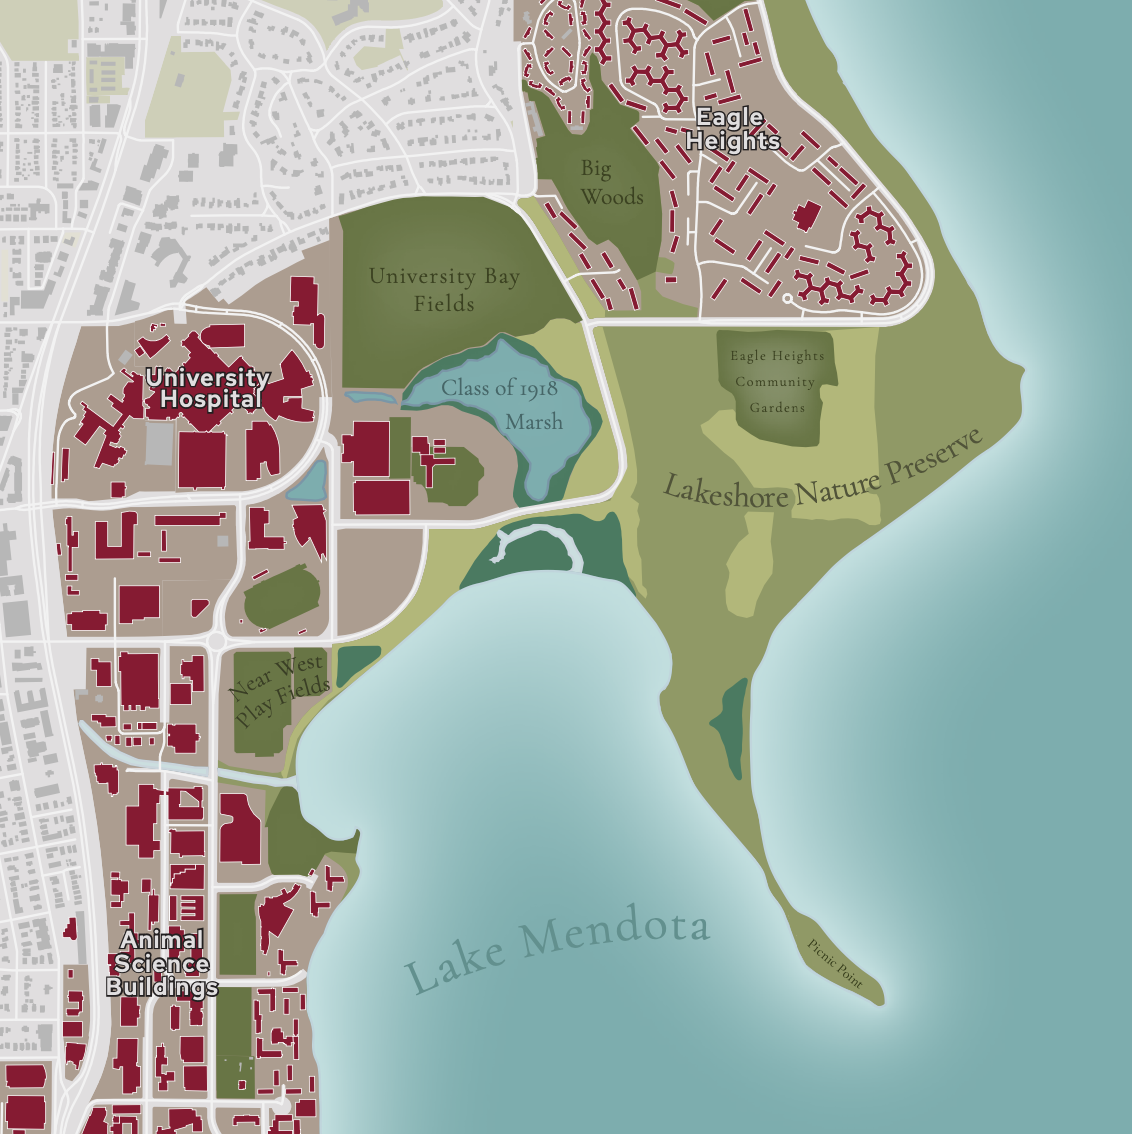 Eagle
Heights
Big
Woods
University Bay
Fields
Eagle Heights
Community
Gardens
University
Hospital
Class of 1918
Marsh
Lakeshore Nature Preserve
Near West
Play Fields
Animal
Science
Buildings
Lake Mendota
Picnic Point